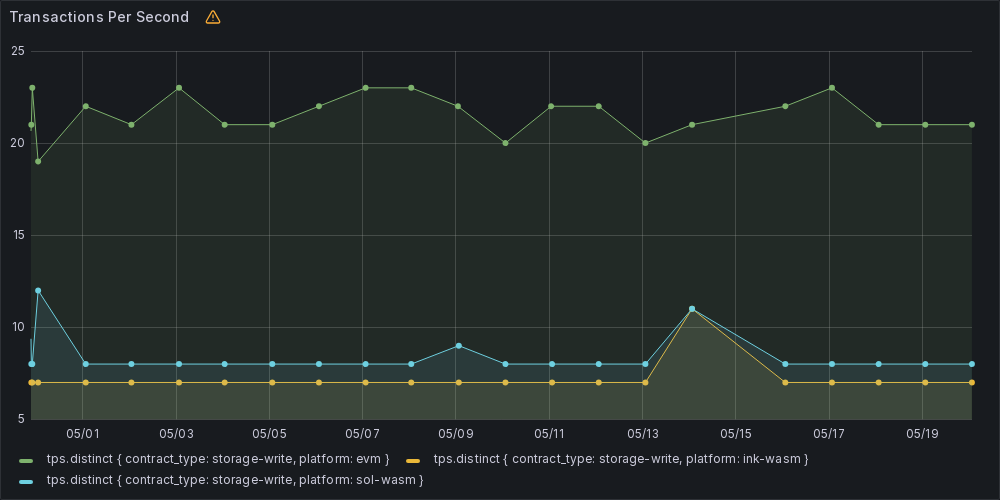 Transactions Per Second
25
20
15
10
5
05/01 05/03 05/05 05/07 05/09 05/11 05/13 05/15 05/17 05/19
tps.distinct { contract_type: storage-write, platform: evm } tps.distinct { contract_type: storage-write, platform: ink-wasm }
tps.distinct { contract_type: storage-write, platform: sol-wasm }